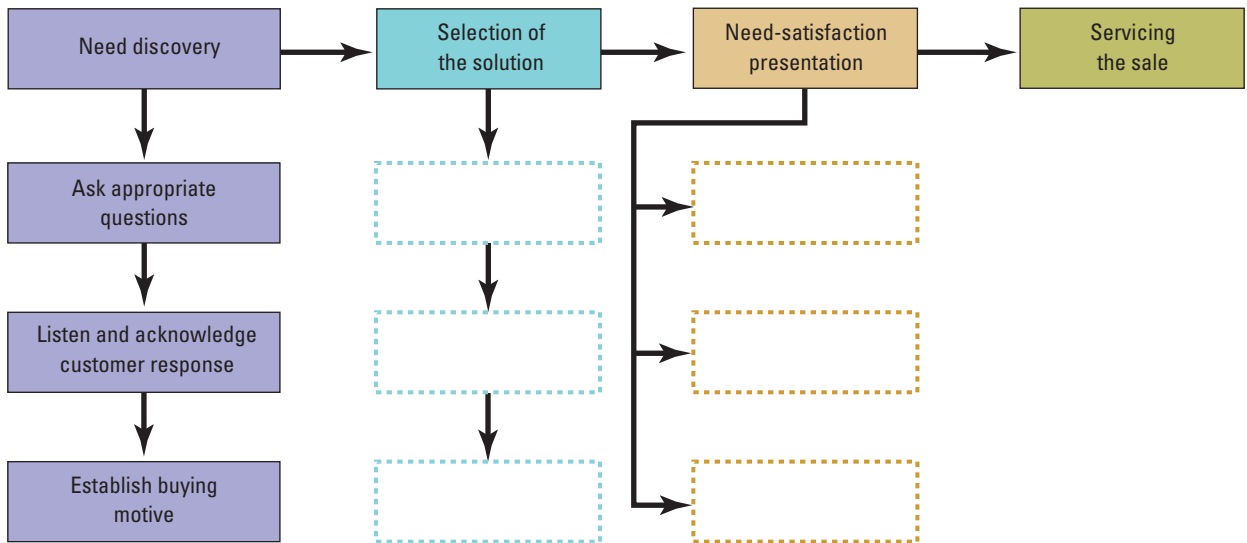 Need discovery
Selection of
the solution
Need-satisfaction
presentation
Servicing
the sale
Ask appropriate
questions
Listen and acknowledge
customer response
Establish buying
motive